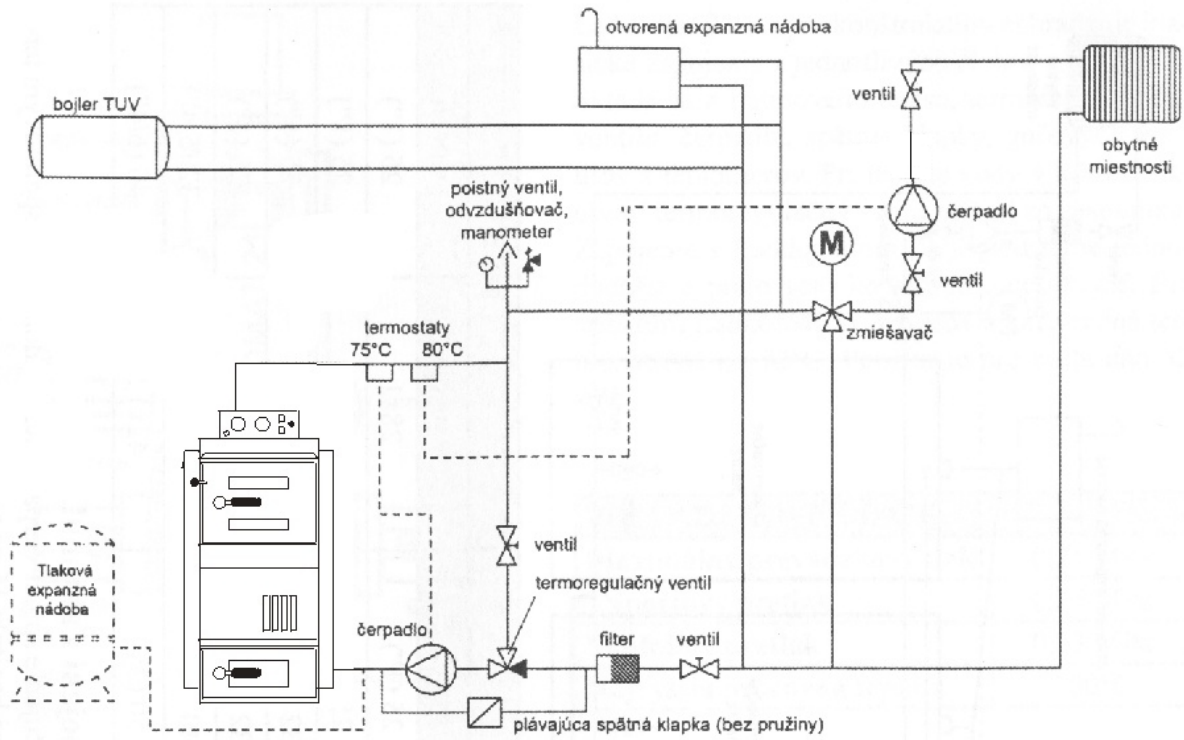 otvorená expanzná nádoba
bojler TUV
ventil
obytné
miestnosti
poistný ventil,
odvzdušňovač,
manometer
čerpadlo
M
ventil
zmiešavač
termostaty
75°C 80°C
ventil
Tlaková
expanzná
nádoba
termoregulačný ventil
čerpadlo
filter
ventil
plávajúca spätná klapka (bez pružiny)